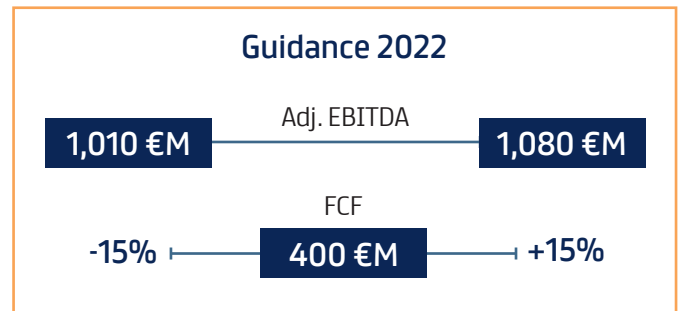 Guidance 2022
Adj. EBITDA
1,010 €M
1,080 €M
FCF
-15%
400 €M
+15%